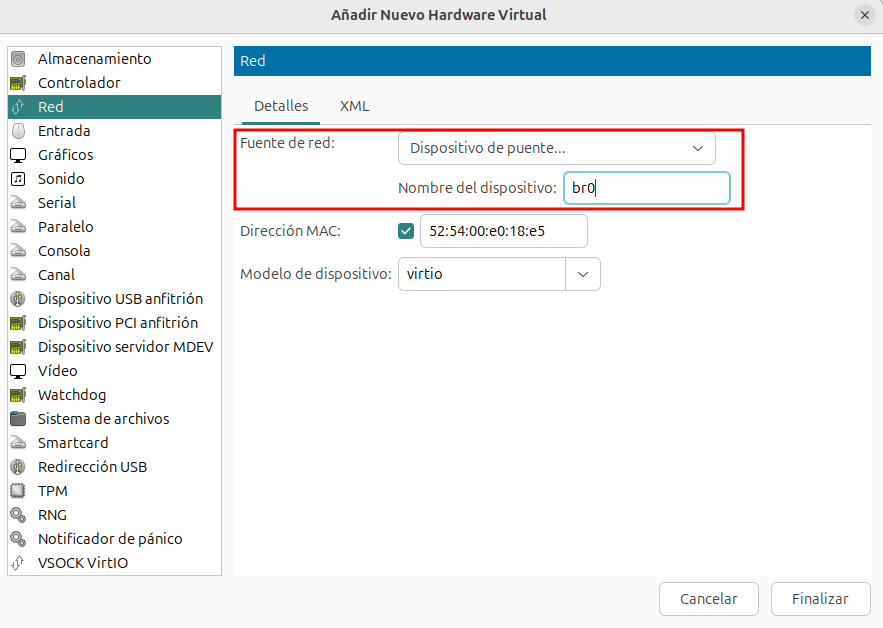 Añadir Nuevo Hardware Virtual
Almacenamiento
Controlador
Red
Entrada
Gráficos
Sonido
Serial
Paralelo
Consola
Canal
Dispositivo USB anfitrión
Dispositivo PCI anfitrión
Dispositivo servidor MDEV
Vídeo
Watchdog
Sistema de archivos
Smartcard
Redirección USB
TPM
RNG
Notificador de pánico
VSOCK VirtIO
Red
Detalles XML
Fuente de red: Dispositivo de puente...
Nombre del dispositivo: br0
Dirección MAC: 52:54:00:e0:18:e5
Modelo de dispositivo: virtio
Cancelar Finalizar